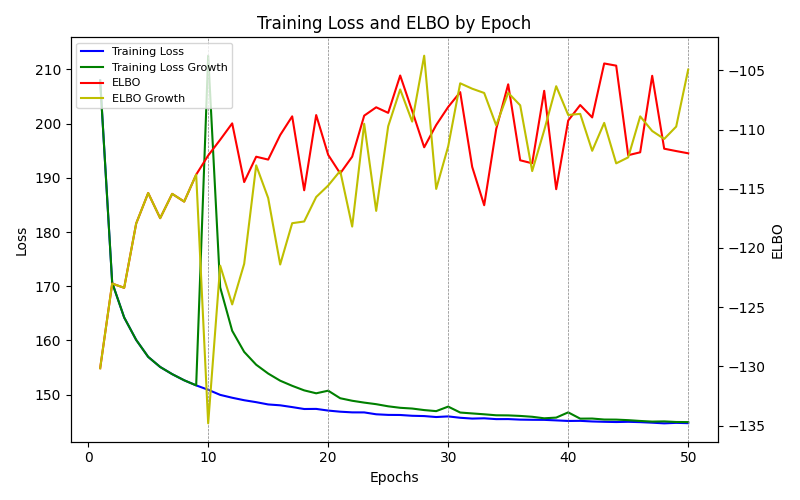 Training Loss and ELBO by Epoch
Training Loss
Training Loss Growth
ELBO
ELBO Growth
210
200
190
180
170
160
150
Loss
−105
−110
−115
−120
−125
−130
−135
ELBO
0 10 20 30 40 50
Epochs